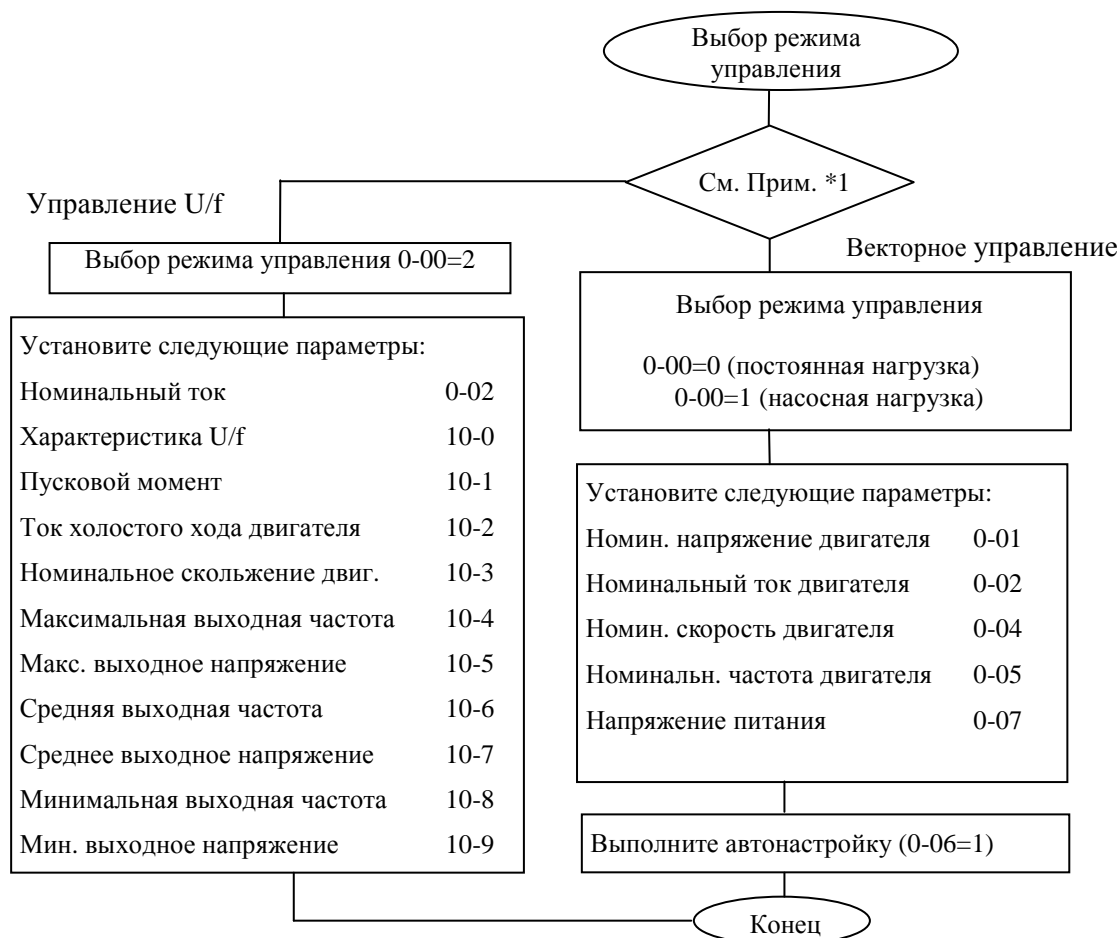 Выбор режима
управления
См. Прим. *1
Управление U/f
Выбор режима управления 0-00=2
Установите следующие параметры:
Номинальный ток 0-02
Характеристика U/f 10-0
Пусковой момент 10-1
Ток холостого хода двигателя 10-2
Номинальное скольжение двиг. 10-3
Максимальная выходная частота 10-4
Макс. выходное напряжение 10-5
Средняя выходная частота 10-6
Среднее выходное напряжение 10-7
Минимальная выходная частота 10-8
Мин. выходное напряжение 10-9
Векторное управление
Выбор режима управления
0-00=0 (постоянная нагрузка)
0-00=1 (насосная нагрузка)
Установите следующие параметры:
Номин. напряжение двигателя 0-01
Номинальный ток двигателя 0-02
Номин. скорость двигателя 0-04
Номинальн. частота двигателя 0-05
Напряжение питания 0-07
Выполните автонастройку (0-06=1)
Конец